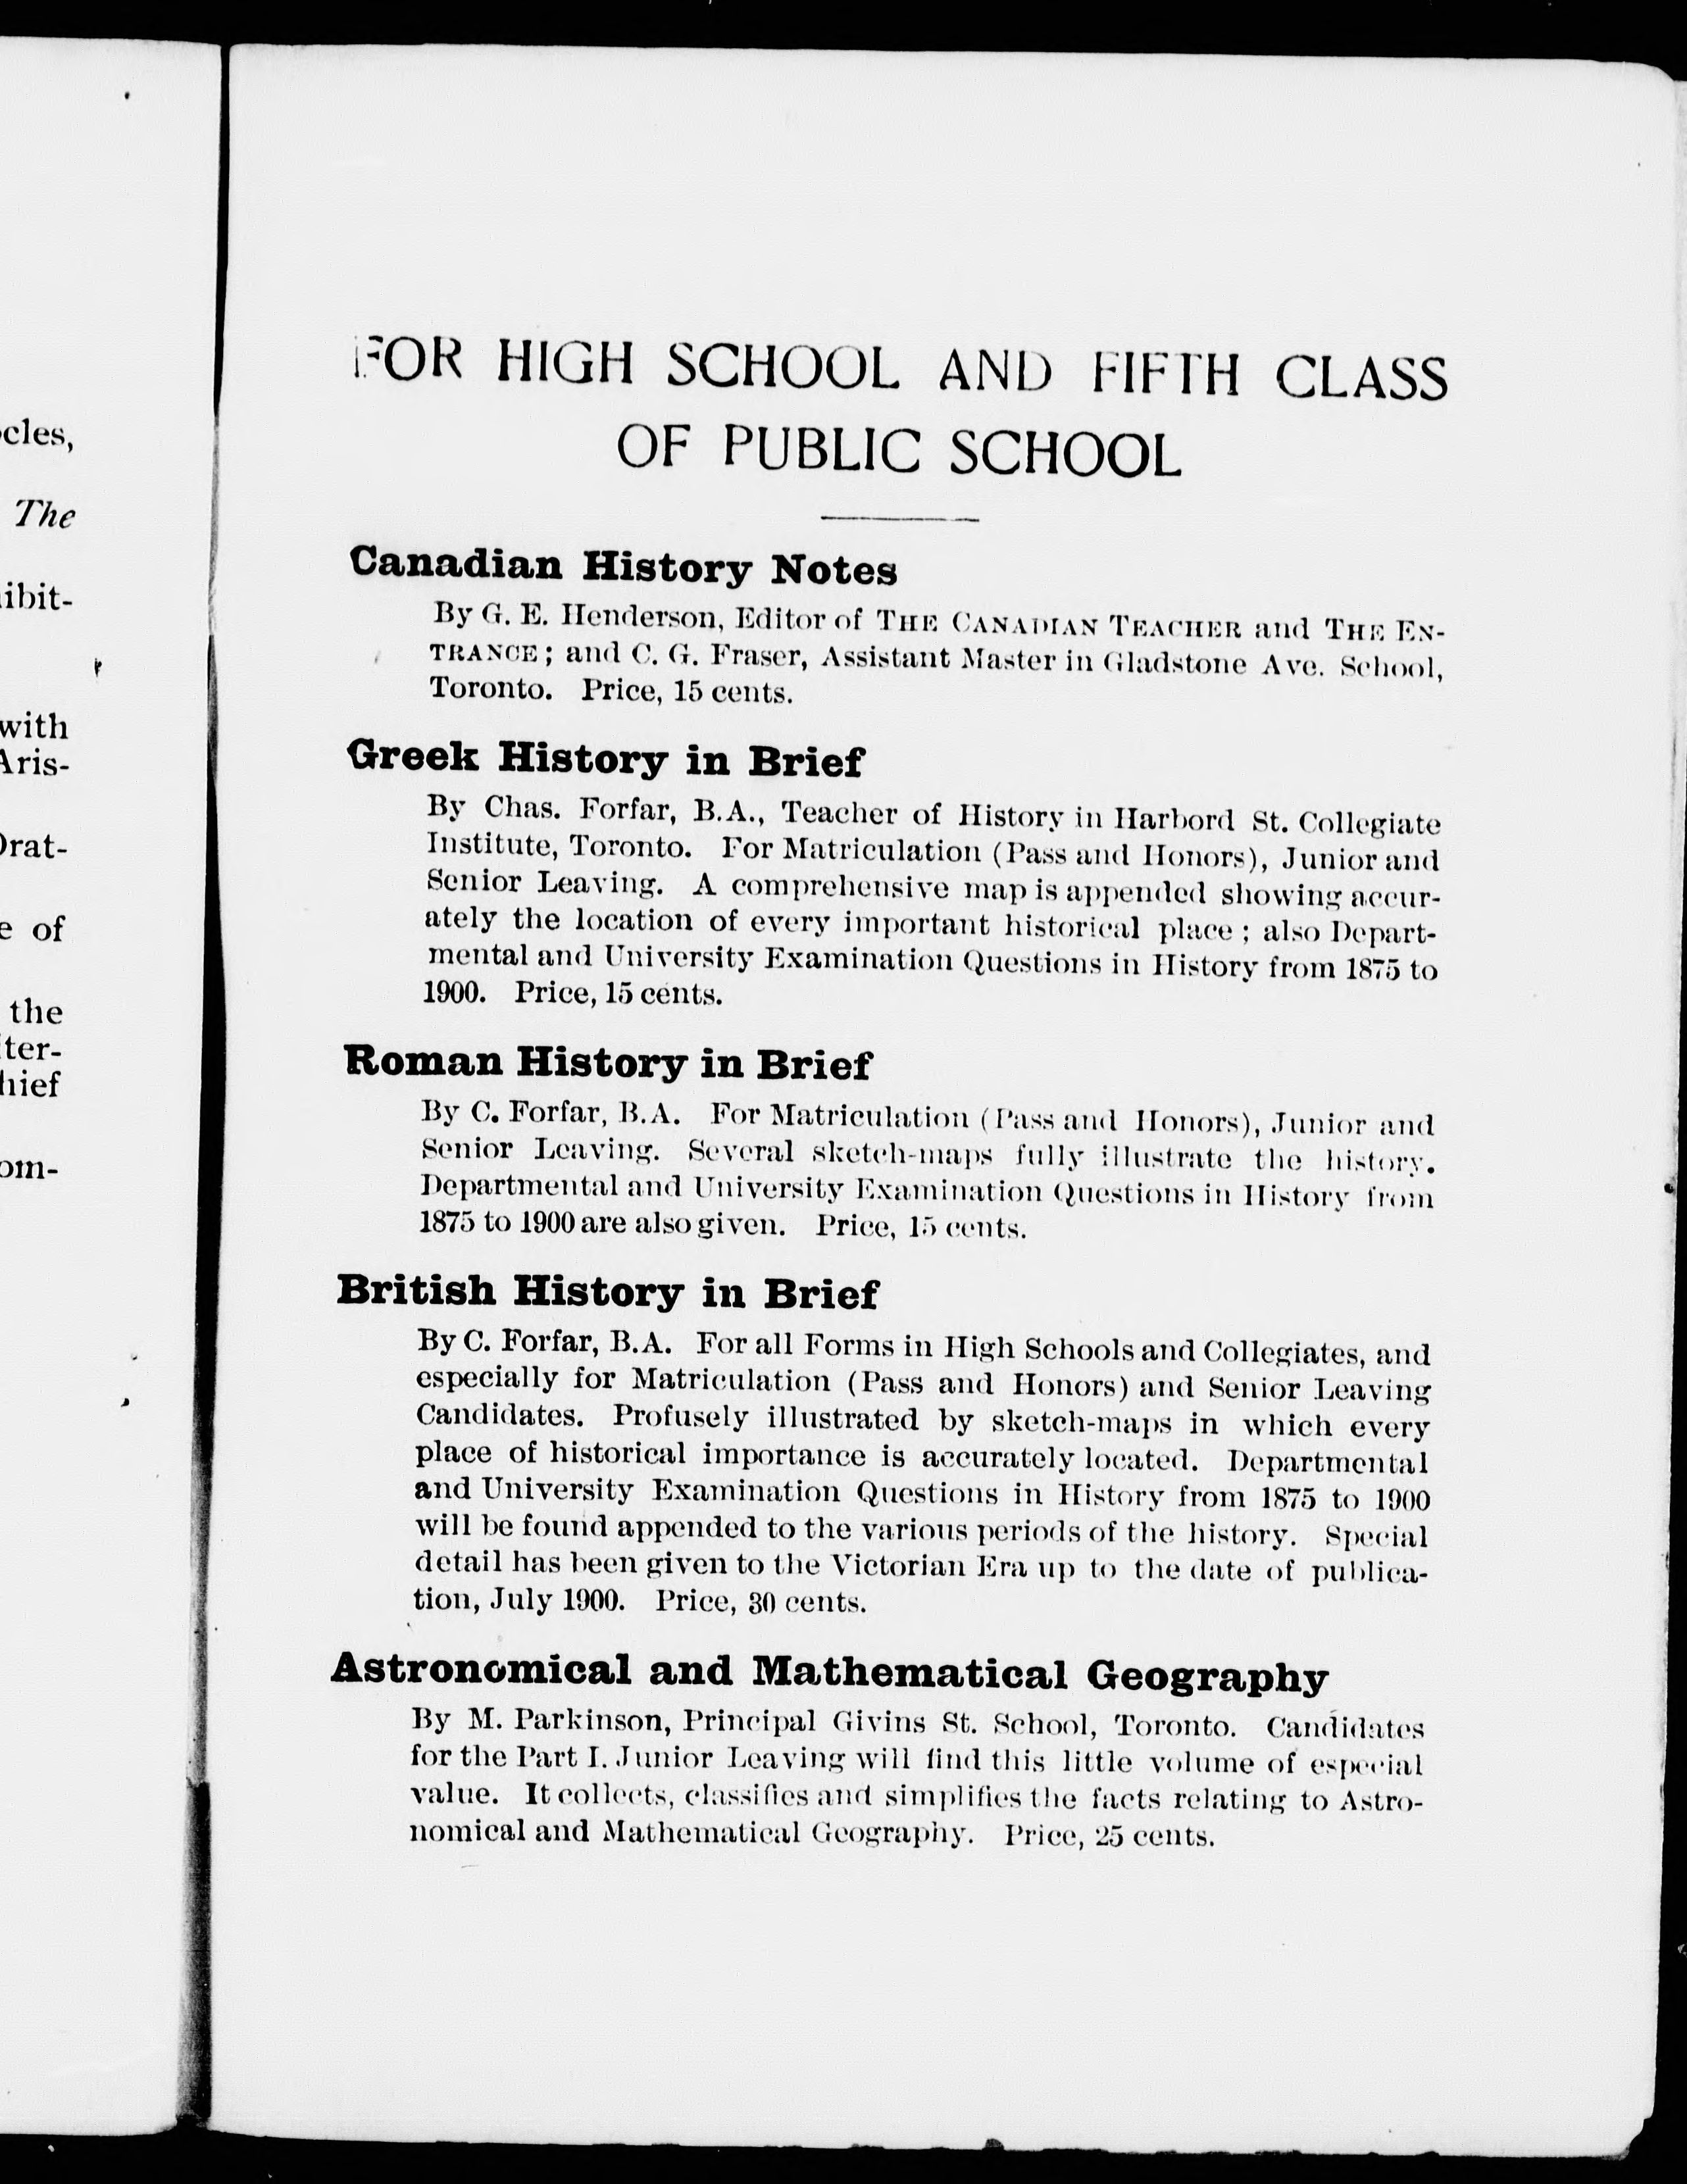 cles,
The
ibit-
with
Aris-
Orat-
e of
the
ter-
hief
om-
FOR HIGH SCHOOL AND FIFTH CLASS
OF PUBLIC SCHOOL
Canadian History Notes
By G. E. Henderson, Editor of THE CANADIAN TEACHER and THE EN-
TRANCE; and C. G. Fraser, Assistant Master in Gladstone Ave. School,
Toronto. Price, 15 cents.
Greek History in Brief
By Chas. Forfar, B.A., Teacher of History in Harbord St. Collegiate
Institute, Toronto. For Matriculation (Pass and Honors), Junior and
Senior Leaving. A comprehensive map is appended showing accur-
ately the location of every important historical place; also Depart-
mental and University Examination Questions in History from 1875 to
1900. Price, 15 cents.
Roman History in Brief
By C. Forfar, B.A. For Matriculation (Pass and Honors), Junior and
Senior Leaving. Several sketch-maps fully illustrate the history.
Departmental and University Examination Questions in History from
1875 to 1900 are also given. Price, 15 cents.
British History in Brief
By C. Forfar, B.A. For all Forms in High Schools and Collegiates, and
especially for Matriculation (Pass and Honors) and Senior Leaving
Candidates. Profusely illustrated by sketch-maps in which every
place of historical importance is accurately located. Departmental
and University Examination Questions in History from 1875 to 1900
will be found appended to the various periods of the history. Special
detail has been given to the Victorian Era up to the date of publica-
tion, July 1900. Price, 30 cents.
Astronomical and Mathematical Geography
By M. Parkinson, Principal Givins St. School, Toronto. Candidates
for the Part I. Junior Leaving will find this little volume of especial
value. It collects, classifies and simplifies the facts relating to Astro-
nomical and Mathematical Geography. Price, 25 cents.